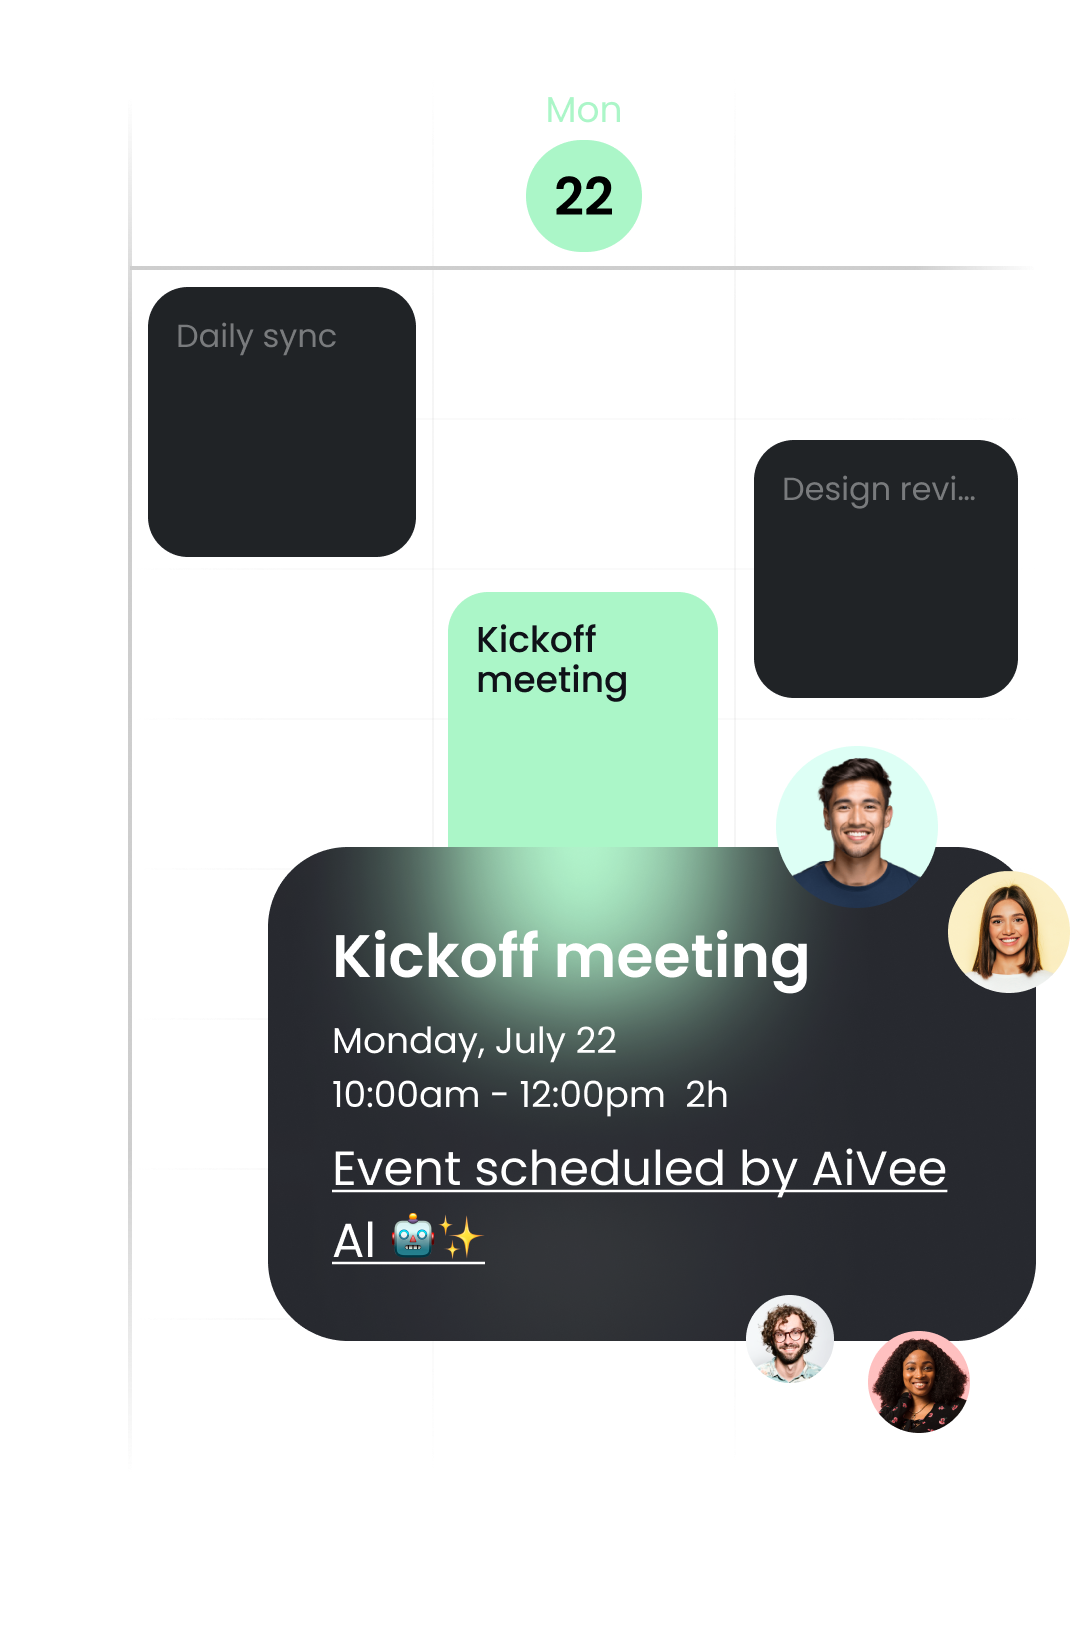 Mon
22
Daily sync
Design revi...
Kickoff
meeting
Kickoff meeting
Monday, July 22
10:00am - 12:00pm  2h
Event scheduled by AiVee
AI 🤖✨